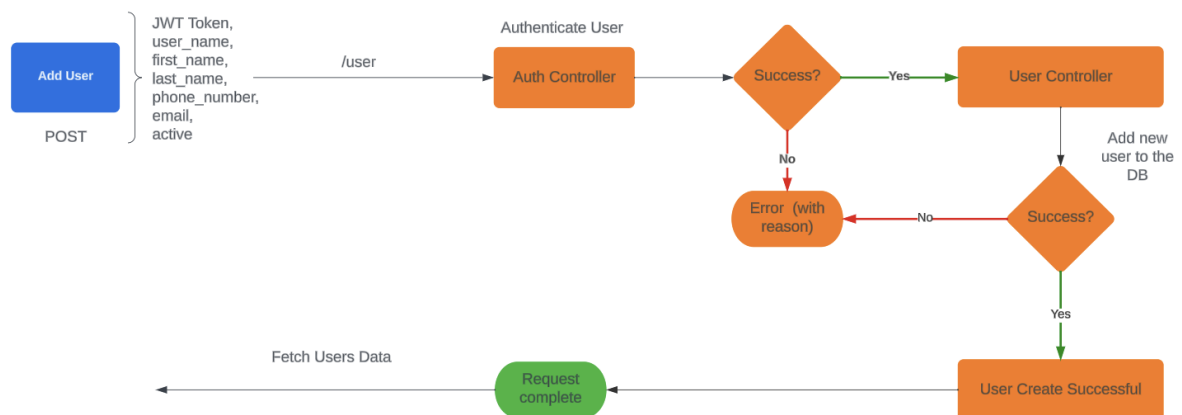 Add User
POST
JWT Token,
user_name,
first_name,
last_name,
phone_number,
email,
active
/user
Authenticate User
Auth Controller
Success?
Yes
User Controller
No
Error (with
reason)
Add new
user to the
DB
Success?
No
Yes
User Create Successful
Request
complete
Fetch Users Data